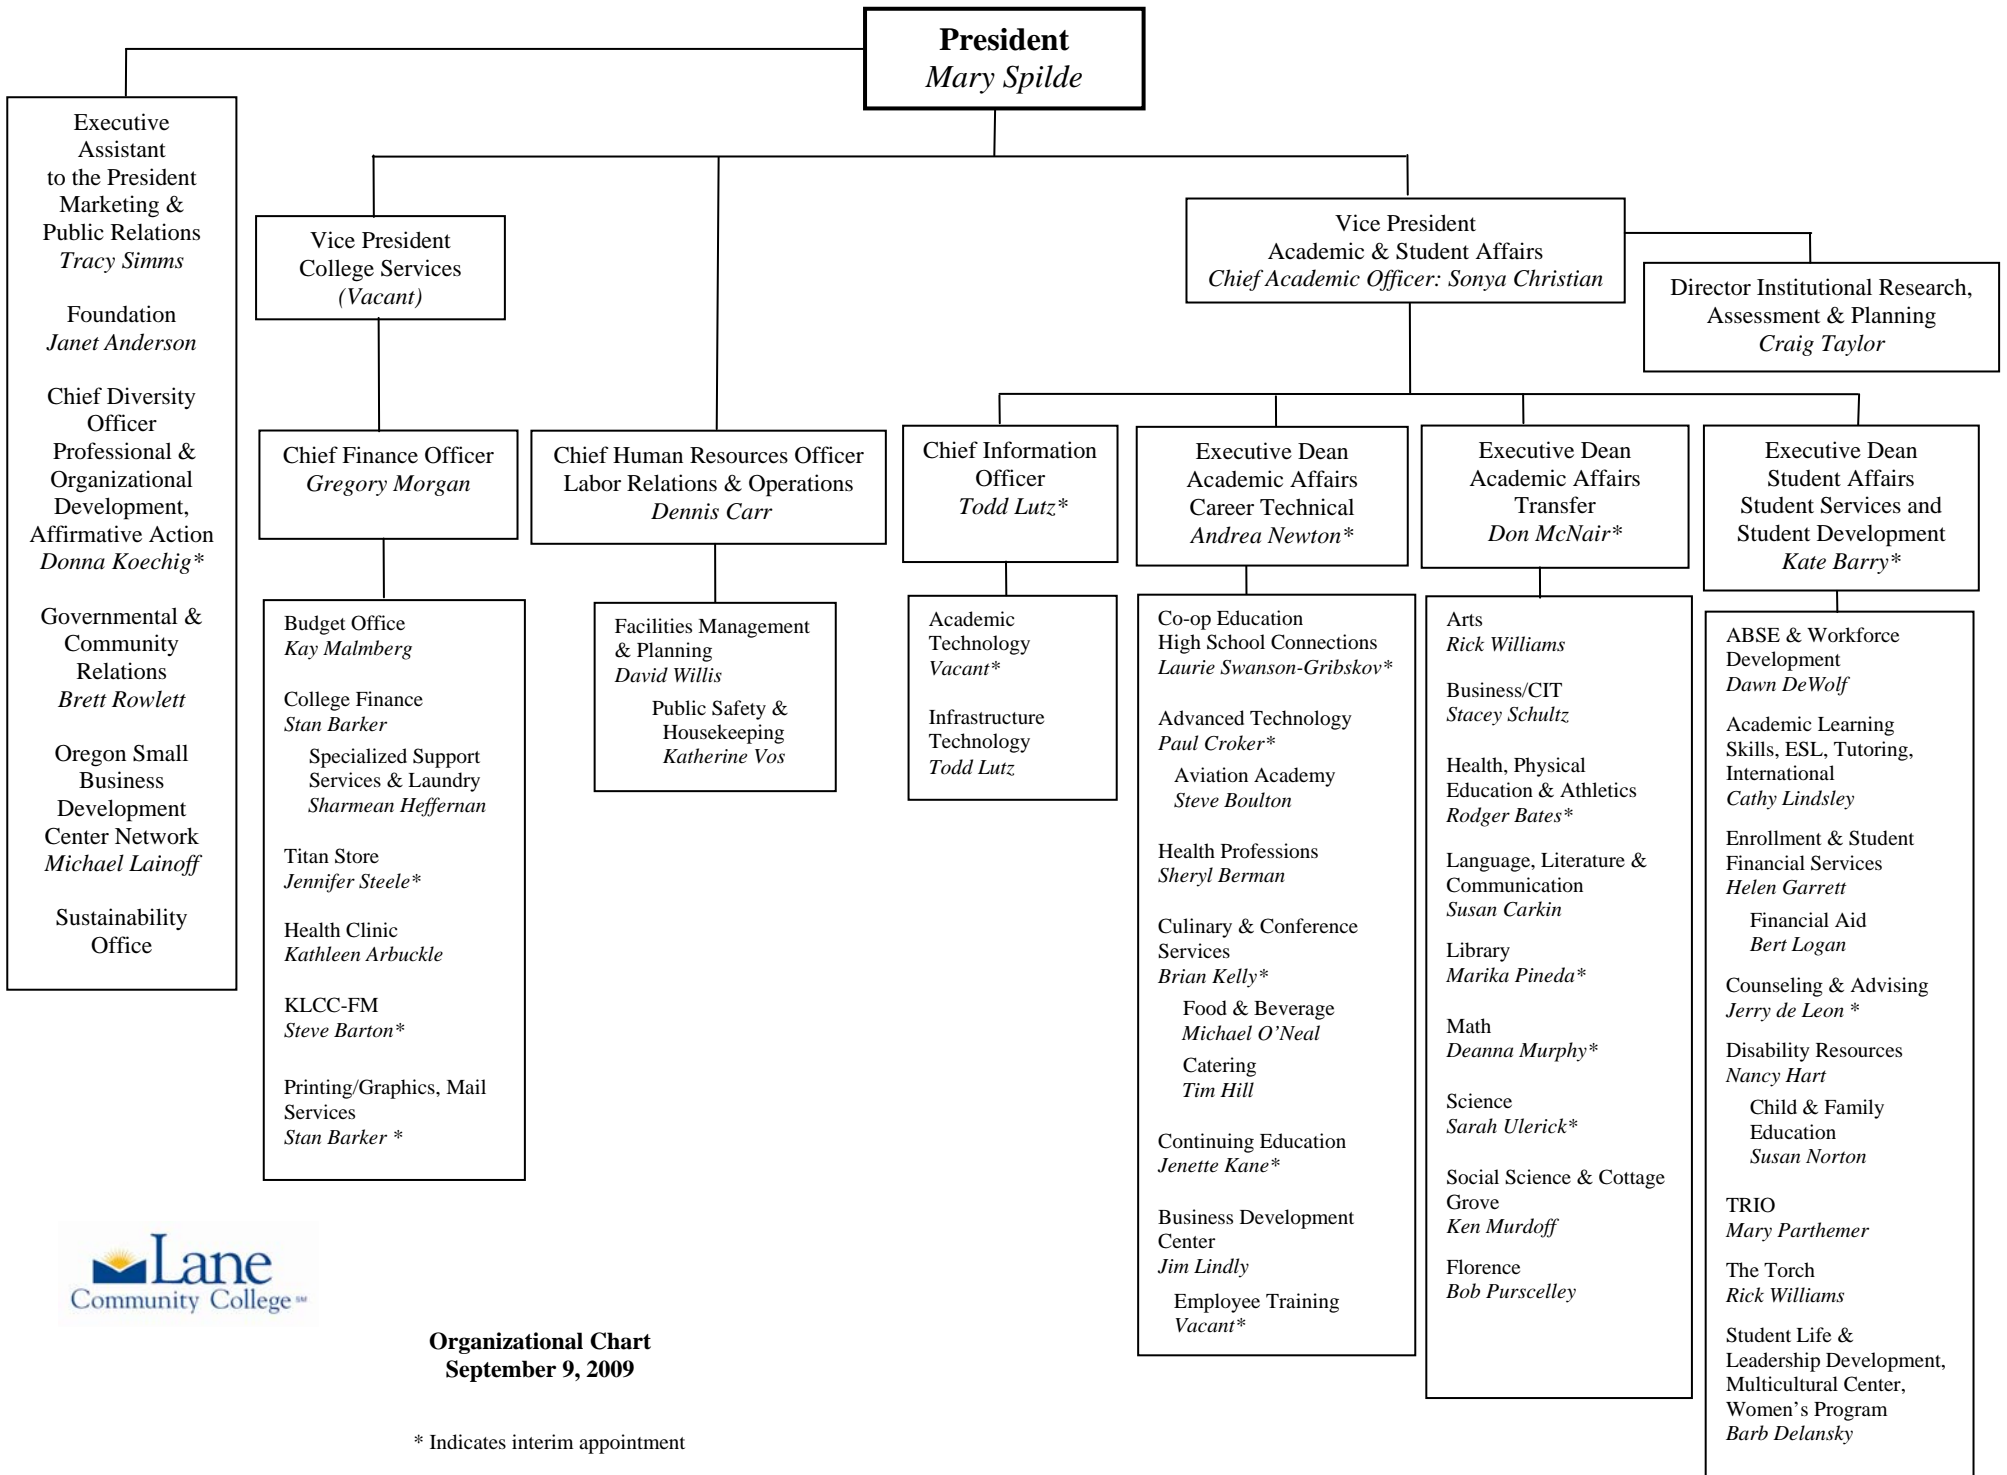 President
Mary Spilde
Executive
Assistant
to the President
Marketing &
Public Relations
Tracy Simms
Foundation
Janet Anderson
Chief Diversity
Officer
Professional &
Organizational
Development,
Affirmative Action
Donna Koechig*
Governmental &
Community
Relations
Brett Rowlett
Oregon Small
Business
Development
Center Network
Michael Lainoff
Sustainability
Office
Vice President
College Services
(Vacant)
Vice President
Academic & Student Affairs
Chief Academic Officer: Sonya Christian
Director Institutional Research,
Assessment & Planning
Craig Taylor
Chief Finance Officer
Gregory Morgan
Chief Human Resources Officer
Labor Relations & Operations
Dennis Carr
Chief Information
Officer
Todd Lutz*
Executive Dean
Academic Affairs
Career Technical
Andrea Newton*
Executive Dean
Academic Affairs
Transfer
Don McNair*
Executive Dean
Student Affairs
Student Services and
Student Development
Kate Barry*
Budget Office
Kay Malmberg
College Finance
Stan Barker
Specialized Support
Services & Laundry
Sharmean Heffernan
Titan Store
Jennifer Steele*
Health Clinic
Kathleen Arbuckle
KLCC-FM
Steve Barton*
Printing/Graphics, Mail
Services
Stan Barker *
Facilities Management
& Planning
David Willis
Public Safety &
Housekeeping
Katherine Vos
Academic
Technology
Vacant*
Infrastructure
Technology
Todd Lutz
Co-op Education
High School Connections
Laurie Swanson-Gribskov*
Advanced Technology
Paul Croker*
Aviation Academy
Steve Boulton
Health Professions
Sheryl Berman
Culinary & Conference
Services
Brian Kelly*
Food & Beverage
Michael O’Neal
Catering
Tim Hill
Continuing Education
Jenette Kane*
Business Development
Center
Jim Lindly
Employee Training
Vacant*
Arts
Rick Williams
Business/CIT
Stacey Schultz
Health, Physical
Education & Athletics
Rodger Bates*
Language, Literature &
Communication
Susan Carkin
Library
Marika Pineda*
Math
Deanna Murphy*
Science
Sarah Ulerick*
Social Science & Cottage
Grove
Ken Murdoff
Florence
Bob Purscelley
ABSE & Workforce
Development
Dawn DeWolf
Academic Learning
Skills, ESL, Tutoring,
International
Cathy Lindsley
Enrollment & Student
Financial Services
Helen Garrett
Financial Aid
Bert Logan
Counseling & Advising
Jerry de Leon *
Disability Resources
Nancy Hart
Child & Family
Education
Susan Norton
TRIO
Mary Parthemer
The Torch
Rick Williams
Student Life &
Leadership Development,
Multicultural Center,
Women’s Program
Barb Delansky
Lane
Community College℠
Organizational Chart
September 9, 2009
* Indicates interim appointment